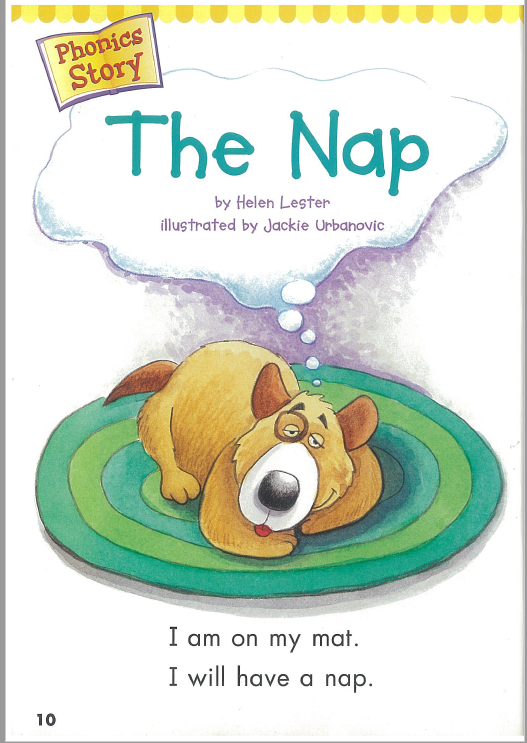 Phonics
Story
The Nap
by Helen Lester
illustrated by Jackie Urbanovic
I am on my mat.
I will have a nap.
10